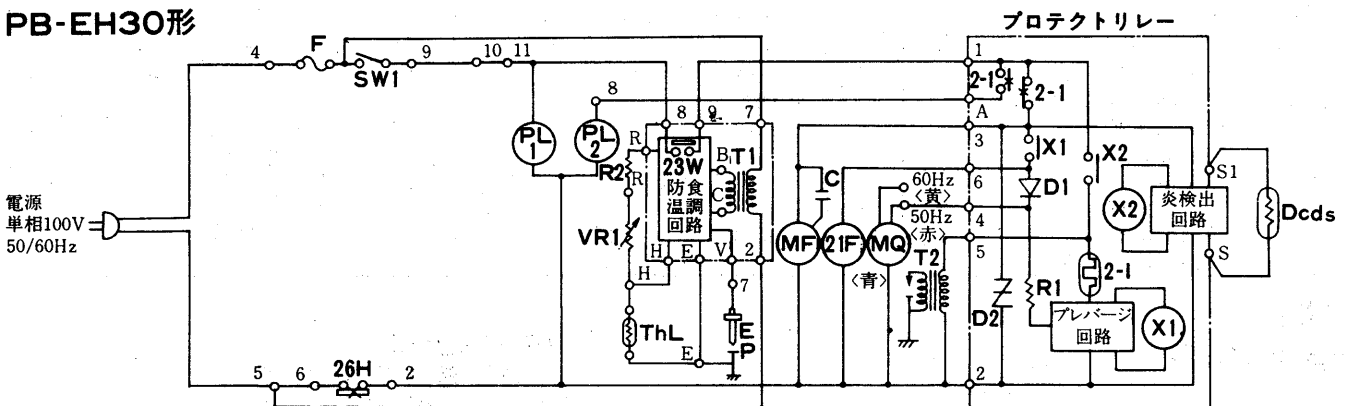 PB-EH30形
プロテクトリレー
4
F
SW1
9
10
11
8
1
2-1
2-1
A
PL
1
PL
2
8
9
7
3
X1
X2
R
R2
R
23W
防食
温調
回路
B
C
T1
C
60Hz
〈黄〉
50Hz
〈赤〉
6
D1
4
X2
炎検出
回路
S1
Dcds
S
電源
単相100V
50/60Hz
VR1
H
E
V
2
MF
21F
MQ
〈青〉
T2
5
2-1
H
7
R1
D2
プレパージ
回路
X1
ThL
E
P
E
5
6
26H
2
2